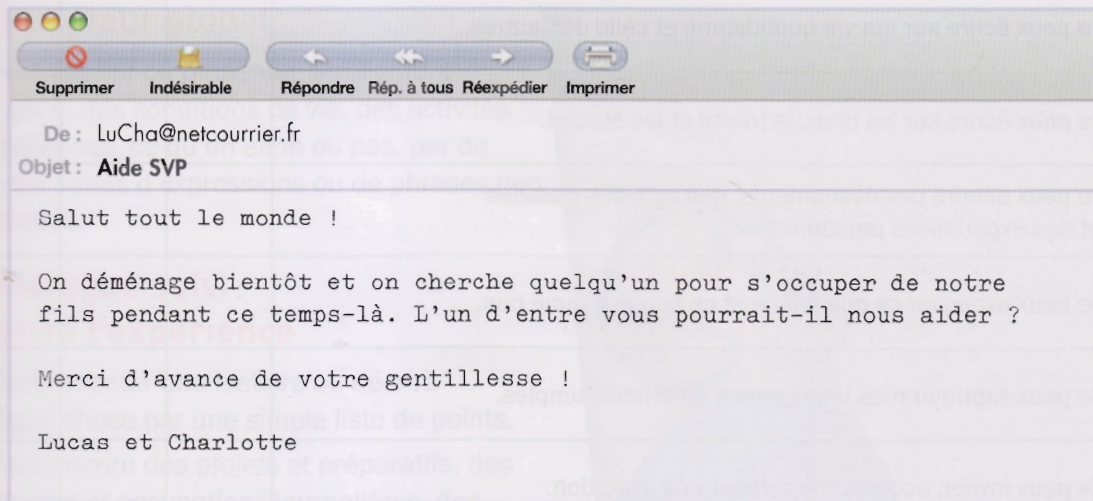 Supprimer Indésirable Répondre Rép. à tous Réexpédier Imprimer
De : LuCha@netcourrier.fr
Objet : Aide SVP
Salut tout le monde !
On déménage bientôt et on cherche quelqu'un pour s'occuper de notre
fils pendant ce temps-là. L'un d'entre vous pourrait-il nous aider ?
Merci d'avance de votre gentillesse !
Lucas et Charlotte